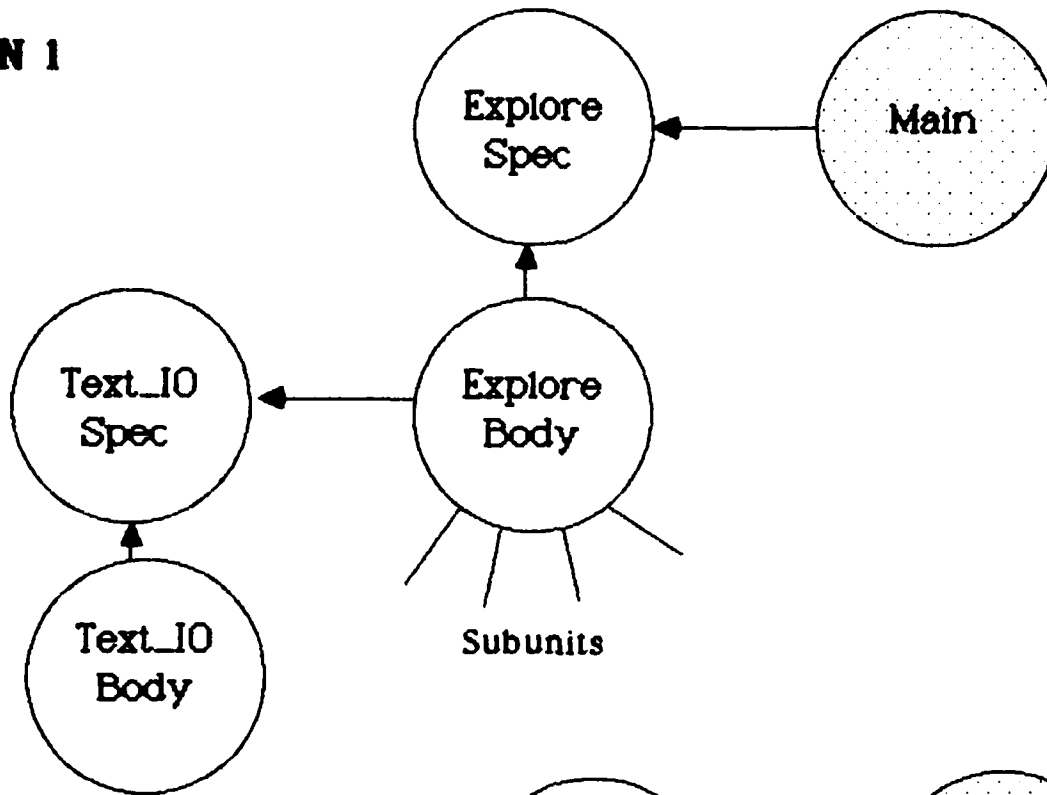 N 1
Explore
Spec
Main
Text_IO
Spec
Explore
Body
Text_IO
Body
Subunits